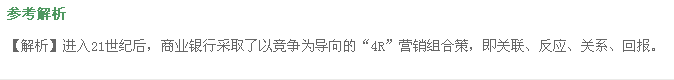 参考解析
【解析】进入21世纪后，商业银行采取了以竞争为导向的“4R”营销组合策，即关联、反应、关系、回报。